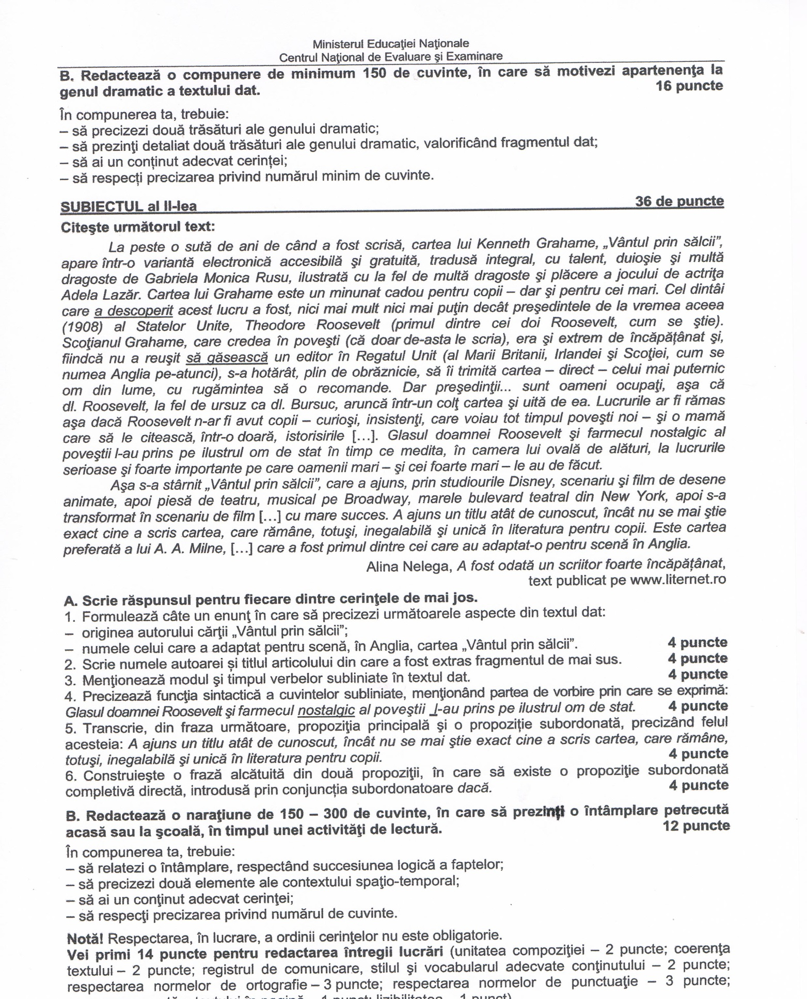 Ministerul Educaţiei Naţionale
Centrul Naţional de Evaluare şi Examinare
B. Redactează o compunere de minimum 150 de cuvinte, în care să motivezi apartenenţa la
genul dramatic a textului dat. 16 puncte
În compunerea ta, trebuie:
– să precizezi două trăsături ale genului dramatic;
– să prezinţi detaliat două trăsături ale genului dramatic, valorificând fragmentul dat;
– să ai un conținut adecvat cerinței;
– să respecți precizarea privind numărul minim de cuvinte.
SUBIECTUL al II-lea 36 de puncte
Citeşte următorul text:
La peste o sută de ani de când a fost scrisă, cartea lui Kenneth Grahame, „Vântul prin sălcii”,
apare într-o variantă electronică accesibilă şi gratuită, tradusă integral, cu talent, duioşie şi multă
dragoste de Gabriela Monica Rusu, ilustrată cu la fel de multă dragoste şi plăcere a jocului de actriţa
Adela Lazăr. Cartea lui Grahame este un minunat cadou pentru copii – dar şi pentru cei mari. Cel dintâi
care a descoperit acest lucru a fost, nici mai mult nici mai puţin decât preşedintele de la vremea aceea
(1908) al Statelor Unite, Theodore Roosevelt (primul dintre cei doi Roosevelt, cum se ştie).
Scoţianul Grahame, care credea în poveşti (că doar de-asta le scria), era şi extrem de încăpăţânat şi,
fiindcă nu a reuşit să găsească un editor în Regatul Unit (al Marii Britanii, Irlandei şi Scoţiei, cum se
numea Anglia pe-atunci), s-a hotărât, plin de obrăznicie, să îi trimită cartea – direct – celui mai puternic
om din lume, cu rugămintea să o recomande. Dar preşedinţii... sunt oameni ocupaţi, aşa că
dl. Roosevelt, la fel de ursuz ca dl. Bursuc, aruncă într-un colţ cartea şi uită de ea. Lucrurile ar fi rămas
aşa dacă Roosevelt n-ar fi avut copii – curioşi, insistenţi, care voiau tot timpul poveşti noi – şi o mamă
care să le citească, într-o doară, istorisirile [...]. Glasul doamnei Roosevelt şi farmecul nostalgic al
poveştii l-au prins pe ilustrul om de stat în timp ce medita, în camera lui ovală de alături, la lucrurile
serioase şi foarte importante pe care oamenii mari – şi cei foarte mari – le au de făcut.
Aşa s-a stârnit „Vântul prin sălcii”, care a ajuns, prin studiourile Disney, scenariu şi film de desene
animate, apoi piesă de teatru, musical pe Broadway, marele bulevard teatral din New York, apoi s-a
transformat în scenariu de film [...] cu mare succes. A ajuns un titlu atât de cunoscut, încât nu se mai ştie
exact cine a scris cartea, care rămâne, totuşi, inegalabilă şi unică în literatura pentru copii. Este cartea
preferată a lui A. A. Milne, [...] care a fost primul dintre cei care au adaptat-o pentru scenă în Anglia.
Alina Nelega, A fost odată un scriitor foarte încăpăţânat,
text publicat pe www.liternet.ro
A. Scrie răspunsul pentru fiecare dintre cerinţele de mai jos.
1. Formulează câte un enunţ în care să precizezi următoarele aspecte din textul dat:
– originea autorului cărţii „Vântul prin sălcii”;
– numele celui care a adaptat pentru scenă, în Anglia, cartea „Vântul prin sălcii”. 4 puncte
2. Scrie numele autoarei și titlul articolului din care a fost extras fragmentul de mai sus. 4 puncte
3. Menţionează modul şi timpul verbelor subliniate în textul dat. 4 puncte
4. Precizează funcţia sintactică a cuvintelor subliniate, menţionând partea de vorbire prin care se exprimă:
Glasul doamnei Roosevelt şi farmecul nostalgic al poveştii l-au prins pe ilustrul om de stat. 4 puncte
5. Transcrie, din fraza următoare, propoziţia principală şi o propoziție subordonată, precizând felul
acesteia: A ajuns un titlu atât de cunoscut, încât nu se mai ştie exact cine a scris cartea, care rămâne,
totuşi, inegalabilă şi unică în literatura pentru copii. 4 puncte
6. Construieşte o frază alcătuită din două propoziţii, în care să existe o propoziţie subordonată
completivă directă, introdusă prin conjuncția subordonatoare dacă. 4 puncte
B. Redactează o naraţiune de 150 – 300 de cuvinte, în care să prezinţi o întâmplare petrecută
acasă sau la şcoală, în timpul unei activităţi de lectură. 12 puncte
În compunerea ta, trebuie:
– să relatezi o întâmplare, respectând succesiunea logică a faptelor;
– să precizezi două elemente ale contextului spaţio-temporal;
– să ai un conţinut adecvat cerinţei;
– să respecţi precizarea privind numărul de cuvinte.
Notă! Respectarea, în lucrare, a ordinii cerinţelor nu este obligatorie.
Vei primi 14 puncte pentru redactarea întregii lucrări (unitatea compoziţiei – 2 puncte; coerenţa
textului – 2 puncte; registrul de comunicare, stilul şi vocabularul adecvate conţinutului – 2 puncte;
respectarea normelor de ortografie – 3 puncte; respectarea normelor de punctuaţie – 3 puncte;